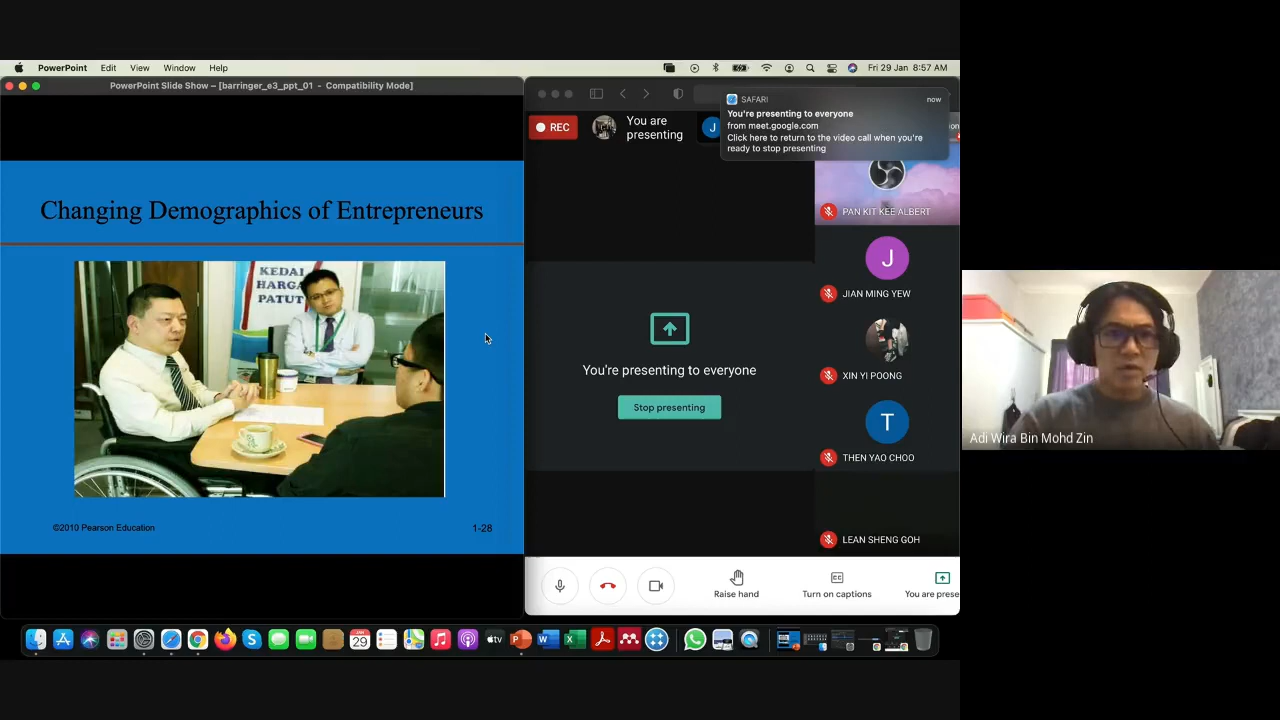 PowerPoint Edit View Window Help
Fri 29 Jan 8:57 AM
PowerPoint Slide Show – [barringer_e3_ppt_01 - Compatibility Mode]
Changing Demographics of Entrepreneurs
KEDAI
HARGA
PATUT
©2010 Pearson Education
1-28
REC
You are
presenting
J
SAFARI
now
You're presenting to everyone
from meet.google.com
Click here to return to the video call when you're
ready to stop presenting
PAN KIT KEE ALBERT
J
JIAN MING YEW
XIN YI POONG
T
THEN YAO CHOO
LEAN SHENG GOH
You're presenting to everyone
Stop presenting
Raise hand
CC
Turn on captions
You are prese
Adi Wira Bin Mohd Zin
29
tv